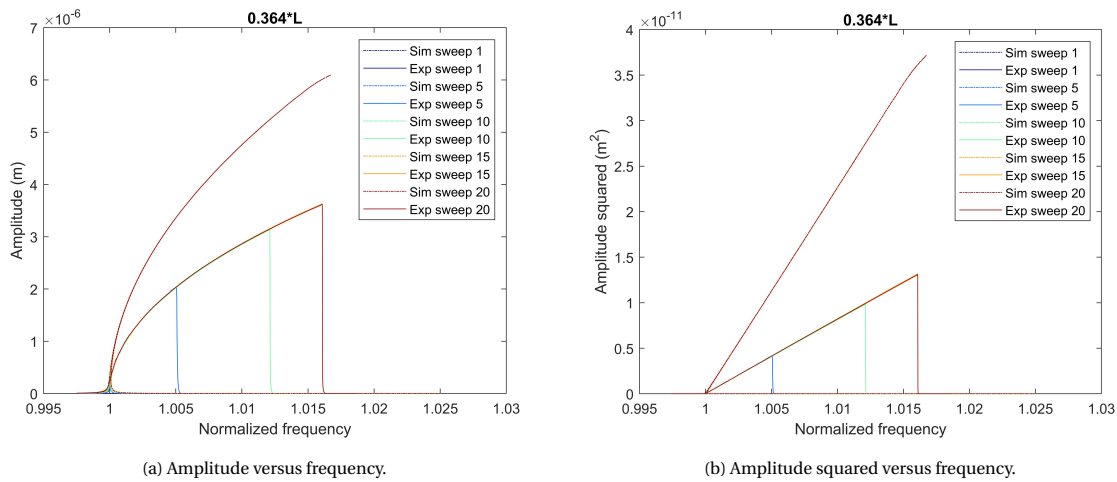 0.364*L
×10⁻⁶
7
6
5
4
3
2
1
0
Amplitude (m)
0.995 1 1.005 1.01 1.015 1.02 1.025 1.03
Normalized frequency
Sim sweep 1
Exp sweep 1
Sim sweep 5
Exp sweep 5
Sim sweep 10
Exp sweep 10
Sim sweep 15
Exp sweep 15
Sim sweep 20
Exp sweep 20
(a) Amplitude versus frequency.
0.364*L
×10⁻¹¹
4
3.5
3
2.5
2
1.5
1
0.5
0
Amplitude squared (m²)
0.995 1 1.005 1.01 1.015 1.02 1.025 1.03
Normalized frequency
Sim sweep 1
Exp sweep 1
Sim sweep 5
Exp sweep 5
Sim sweep 10
Exp sweep 10
Sim sweep 15
Exp sweep 15
Sim sweep 20
Exp sweep 20
(b) Amplitude squared versus frequency.